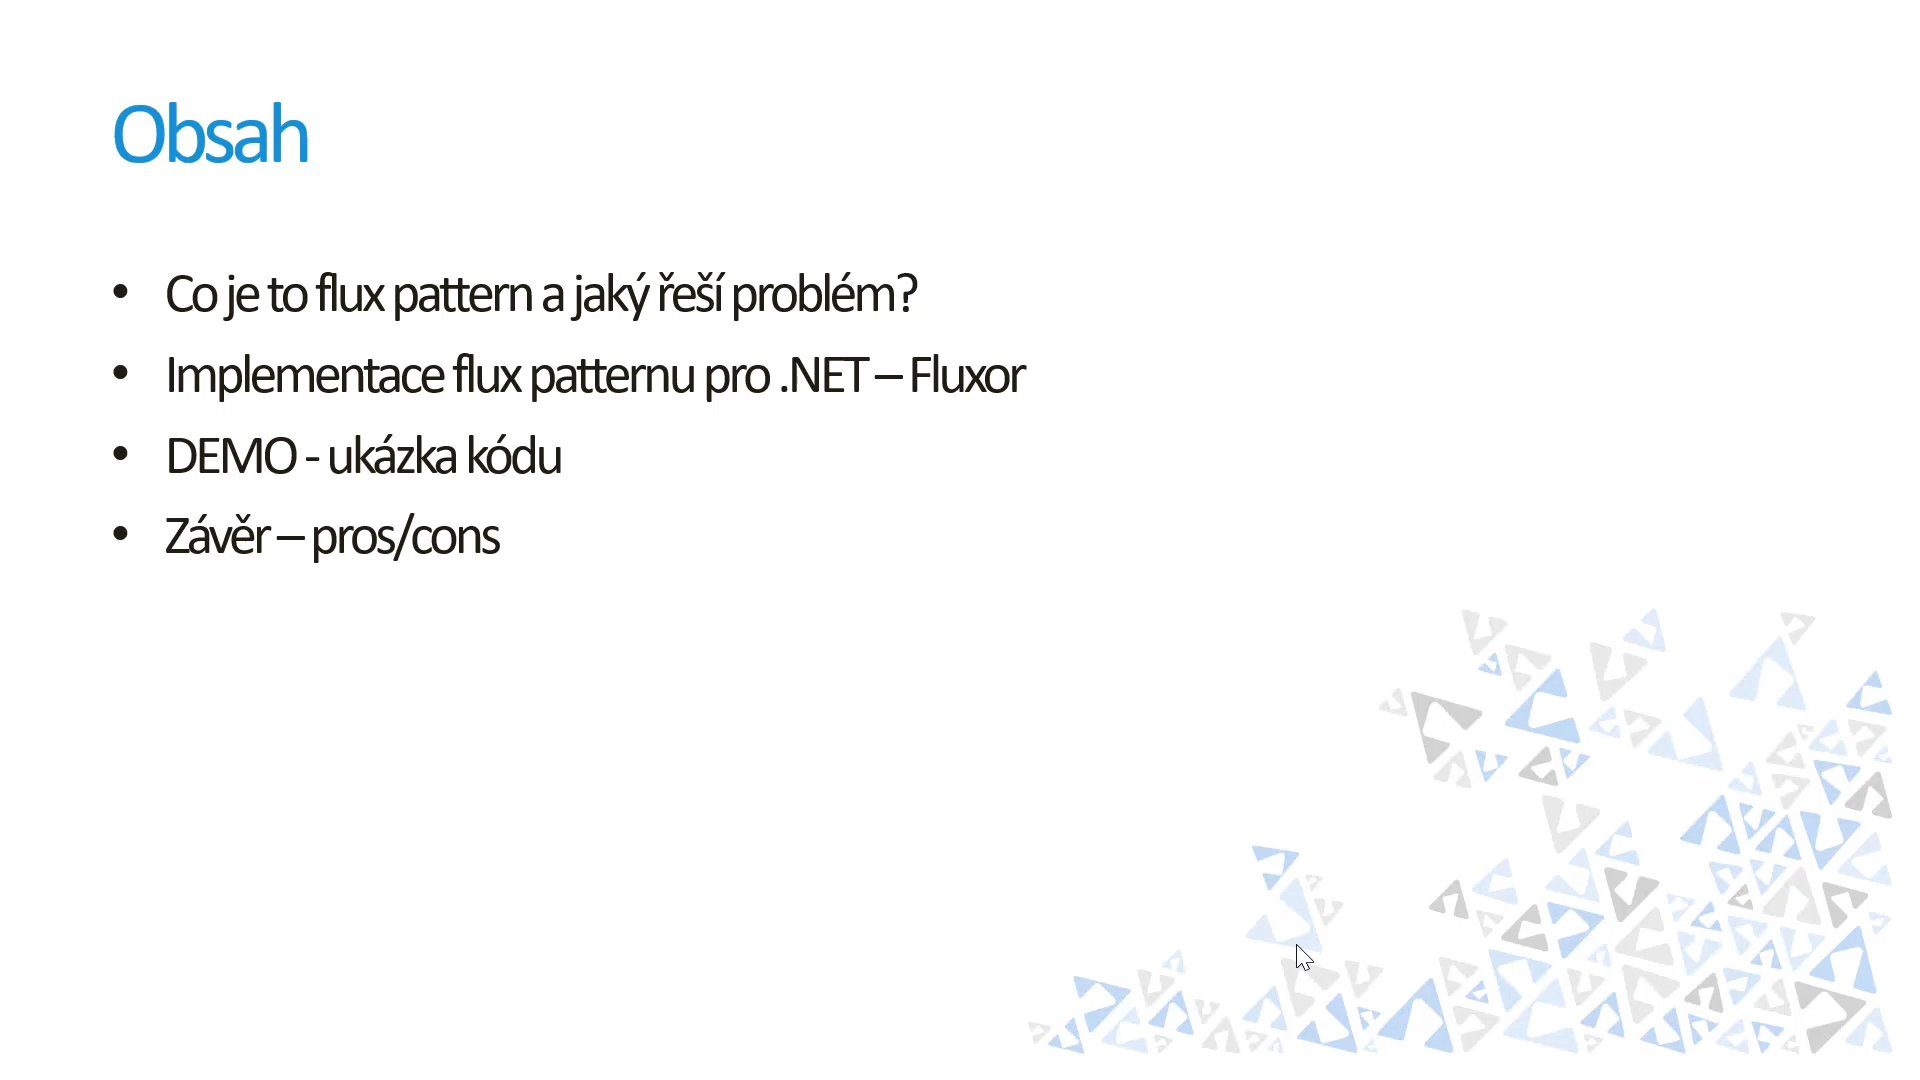 Obsah
• Co je to flux pattern a jaký řeší problém?
• Implementace flux patternu pro .NET – Fluxor
• DEMO - ukázka kódu
• Závěr – pros/cons